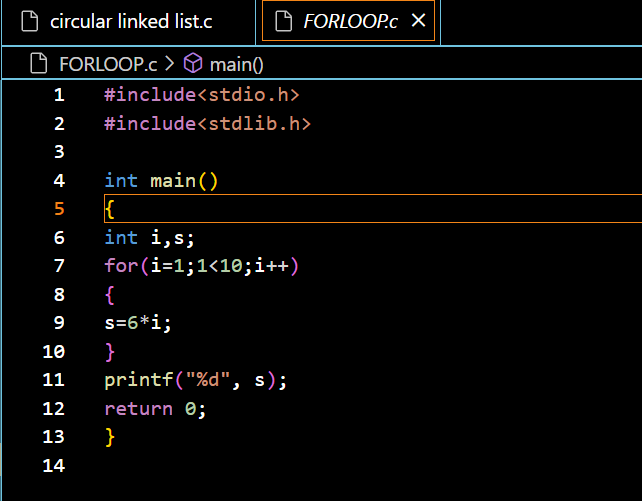 circular linked list.c FORLOOP.c ×
FORLOOP.c > main()
1 #include<stdio.h>
2 #include<stdlib.h>
3
4 int main()
5 {
6 int i,s;
7 for(i=1;1<10;i++)
8 {
9 s=6*i;
10 }
11 printf("%d", s);
12 return 0;
13 }
14